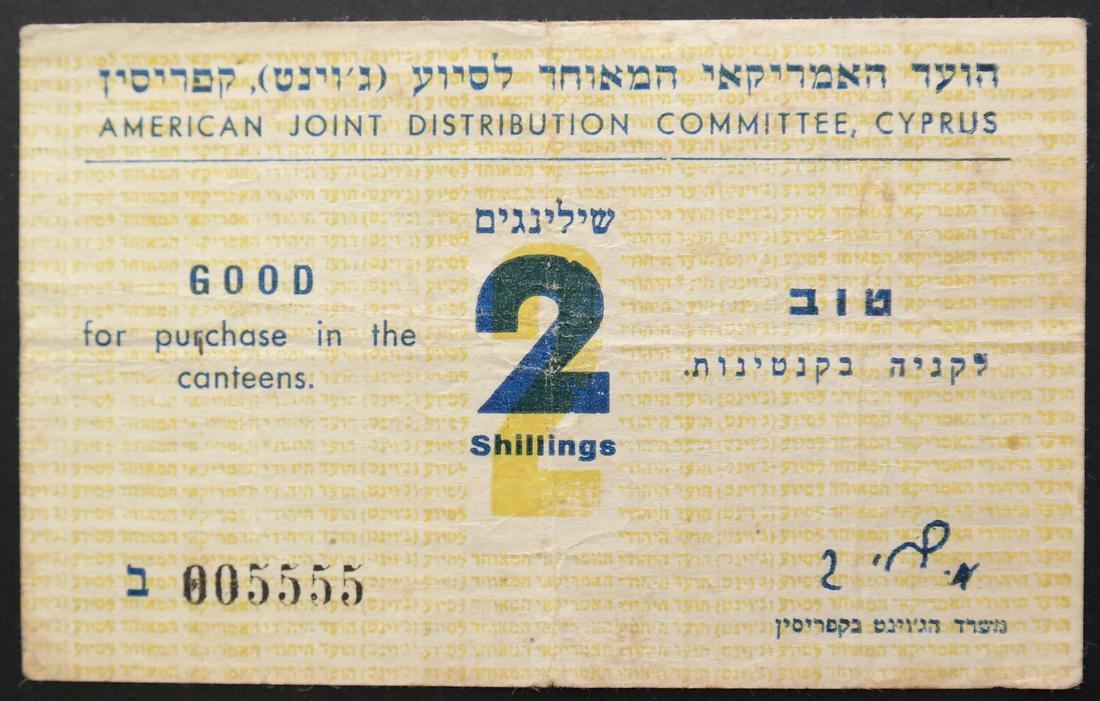 הועד האמריקאי המאוחד לסיוע (ג׳וינט), קפריסין
AMERICAN JOINT DISTRIBUTION COMMITTEE, CYPRUS
שילינגים
2
Shillings
GOOD
for purchase in the
canteens.
טוב
לקניה בקנטינות.
ב 005555
משרד הג׳וינט בקפריסין